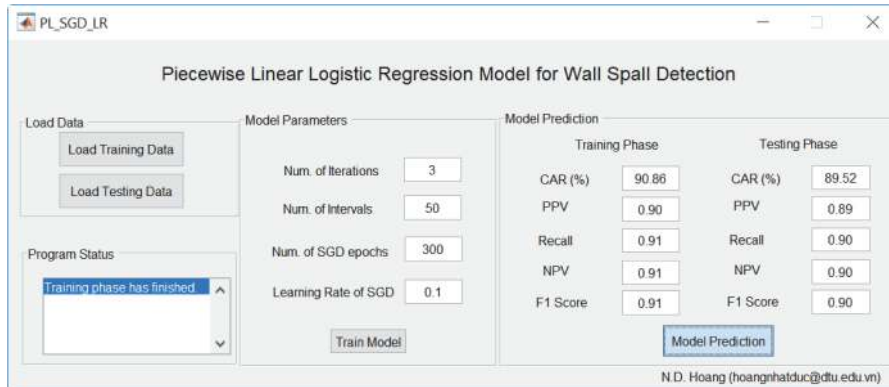 PL_SGD_LR
Piecewise Linear Logistic Regression Model for Wall Spall Detection
Load Data
Load Training Data
Load Testing Data
Program Status
Training phase has finished.
Model Parameters
Num. of Iterations 3
Num. of Intervals 50
Num. of SGD epochs 300
Learning Rate of SGD 0.1
Train Model
Model Prediction
Training Phase Testing Phase
CAR (%) 90.86 CAR (%) 89.52
PPV 0.90 PPV 0.89
Recall 0.91 Recall 0.90
NPV 0.91 NPV 0.90
F1 Score 0.91 F1 Score 0.90
Model Prediction
N.D. Hoang (hoangnhatduc@dtu.edu.vn)